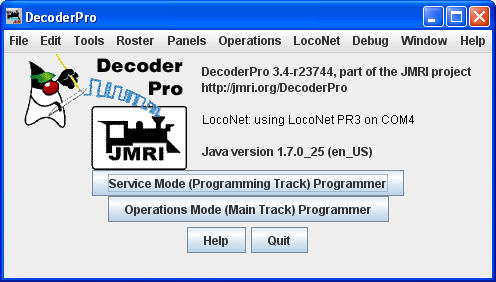 DecoderPro
File Edit Tools Roster Panels Operations LocoNet Debug Window Help
Decoder
Pro
JMRI
DecoderPro 3.4-r23744, part of the JMRI project
http://jmri.org/DecoderPro
LocoNet: using LocoNet PR3 on COM4
Java version 1.7.0_25 (en_US)
Service Mode (Programming Track) Programmer
Operations Mode (Main Track) Programmer
Help Quit